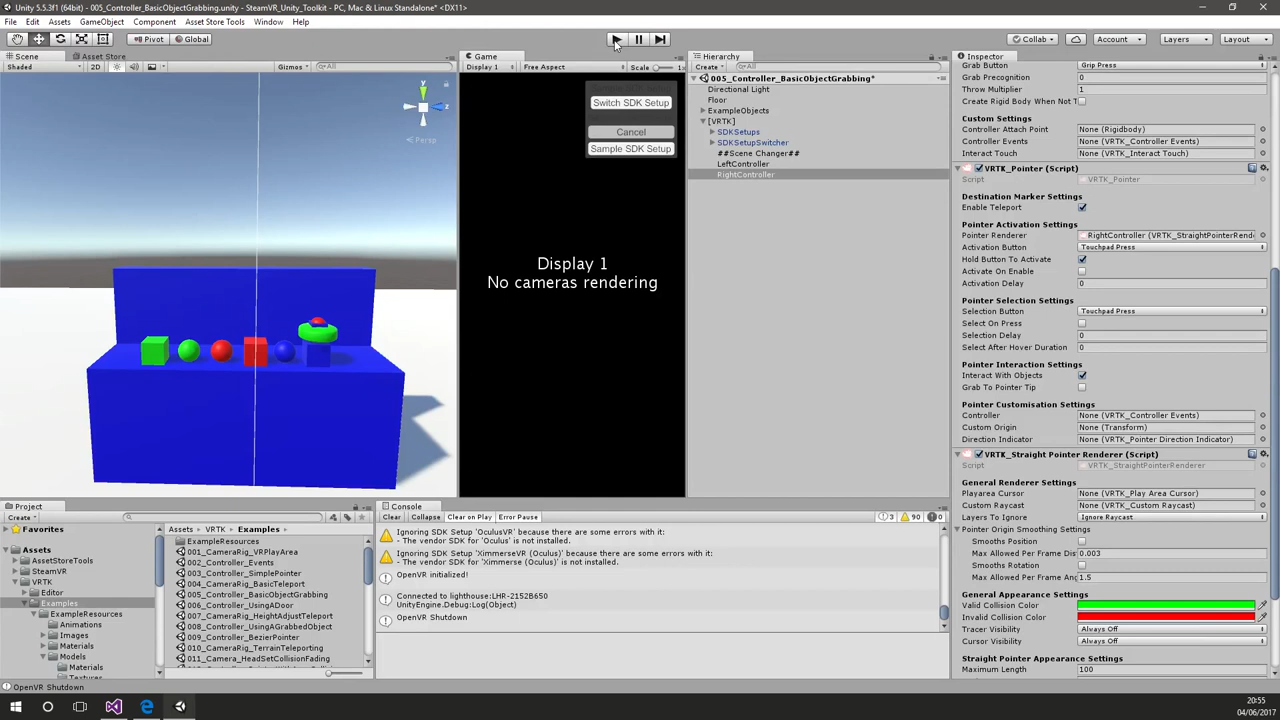 Unity 5.5.3f1 (64bit) - 005_Controller_BasicObjectGrabbing.unity - SteamVR_Unity_Toolkit - PC, Mac & Linux Standalone* <DX11>
File Edit Assets GameObject Component Asset Store Tools Window Help
Pivot Global Collab Account Layers Layout
Scene Asset Store
Shaded 2D Gizmos All
y
z
Persp
Game
Display 1 Free Aspect Scale
Switch SDK Setup
Cancel
Sample SDK Setup
Display 1
No cameras rendering
Hierarchy
Create All
005_Controller_BasicObjectGrabbing*
Directional Light
Floor
ExampleObjects
[VRTK]
SDKSetups
SDKSetupSwitcher
##Scene Changer##
LeftController
RightController
Inspector
Grab Button Grip Press
Grab Precognition 0
Throw Multiplier 1
Create Rigid Body When Not T
Custom Settings
Controller Attach Point None (Rigidbody)
Controller Events None (VRTK_Controller Events)
Interact Touch None (VRTK_Interact Touch)
VRTK_Pointer (Script)
Script VRTK_Pointer
Destination Marker Settings
Enable Teleport
Pointer Activation Settings
Pointer Renderer RightController (VRTK_StraightPointerRend
Activation Button Touchpad Press
Hold Button To Activate
Activate On Enable
Activation Delay 0
Pointer Selection Settings
Selection Button Touchpad Press
Select On Press
Selection Delay 0
Select After Hover Duration 0
Pointer Interaction Settings
Interact With Objects
Grab To Pointer Tip
Pointer Customisation Settings
Controller None (VRTK_Controller Events)
Custom Origin None (Transform)
Direction Indicator None (VRTK_Pointer Direction Indicator)
VRTK_Straight Pointer Renderer (Script)
Script VRTK_StraightPointerRenderer
General Renderer Settings
Playarea Cursor None (VRTK_Play Area Cursor)
Custom Raycast None (VRTK_Custom Raycast)
Layers To Ignore Ignore Raycast
Pointer Origin Smoothing Settings
Smooths Position
Max Allowed Per Frame Dis 0.003
Smooths Rotation
Max Allowed Per Frame Ang 1.5
General Appearance Settings
Valid Collision Color
Invalid Collision Color
Tracer Visibility Always Off
Cursor Visibility Always Off
Straight Pointer Appearance Settings
Maximum Length 100
Project
Create
Favorites
Assets
AssetStoreTools
SteamVR
VRTK
Editor
Examples
ExampleResources
Animations
Images
Materials
Models
Materials
Textures
Assets VRTK Examples
ExampleResources
001_CameraRig_VRPlayArea
002_Controller_Events
003_Controller_SimplePointer
004_CameraRig_BasicTeleport
005_Controller_BasicObjectGrabbing
006_Controller_UsingADoor
007_CameraRig_HeightAdjustTeleport
008_Controller_UsingAGrabbedObject
009_Controller_BezierPointer
010_CameraRig_TerrainTeleporting
011_Camera_HeadSetCollisionFading
Console
Clear Collapse Clear on Play Error Pause 3 90 0
Ignoring SDK Setup 'OculusVR' because there are some errors with it:
- The vendor SDK for 'Oculus' is not installed.
Ignoring SDK Setup 'XimmerseVR (Oculus)' because there are some errors with it:
- The vendor SDK for 'Ximmerse (Oculus)' is not installed.
OpenVR initialized!
Connected to lighthouse:LHR-2152B650
UnityEngine.Debug:Log(Object)
OpenVR Shutdown
OpenVR Shutdown
20:55
04/06/2017